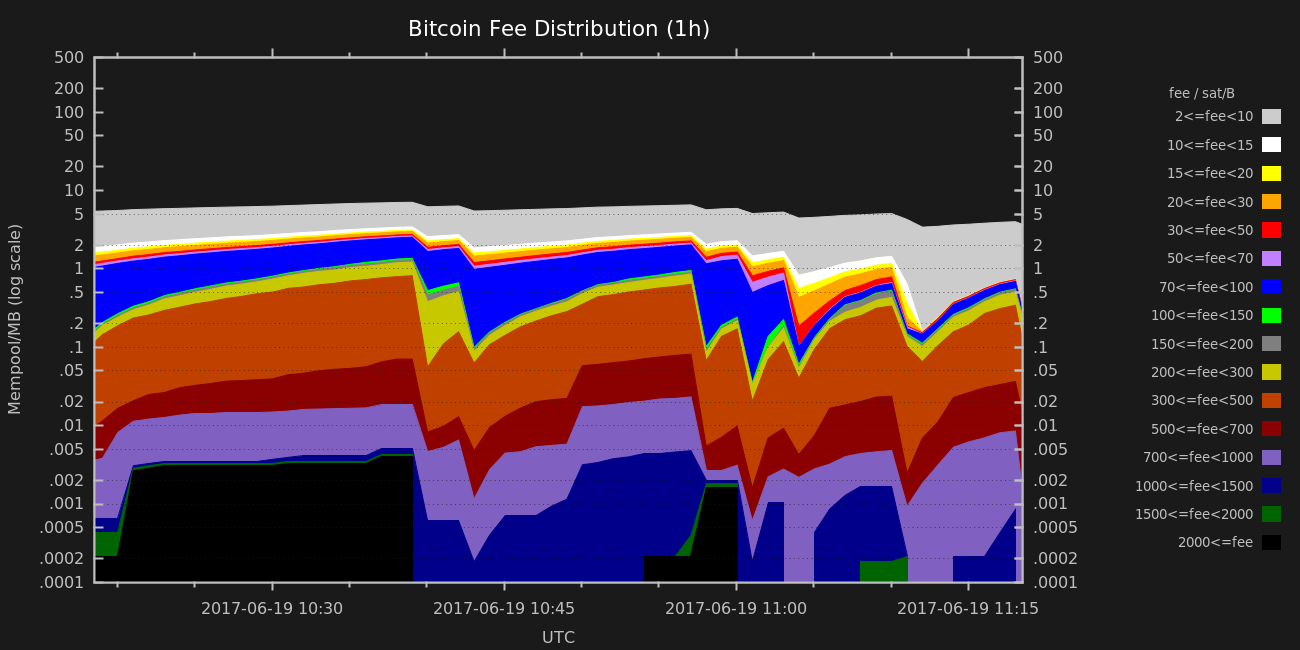 Bitcoin Fee Distribution (1h)
500
200
100
50
20
10
5
2
1
.5
.2
.1
.05
.02
.01
.005
.002
.001
.0005
.0002
.0001
Mempool/MB (log scale)
500
200
100
50
20
10
5
2
1
.5
.2
.1
.05
.02
.01
.005
.002
.001
.0005
.0002
.0001
2017-06-19 10:30
2017-06-19 10:45
2017-06-19 11:00
2017-06-19 11:15
UTC
fee / sat/B
2<=fee<10
10<=fee<15
15<=fee<20
20<=fee<30
30<=fee<50
50<=fee<70
70<=fee<100
100<=fee<150
150<=fee<200
200<=fee<300
300<=fee<500
500<=fee<700
700<=fee<1000
1000<=fee<1500
1500<=fee<2000
2000<=fee